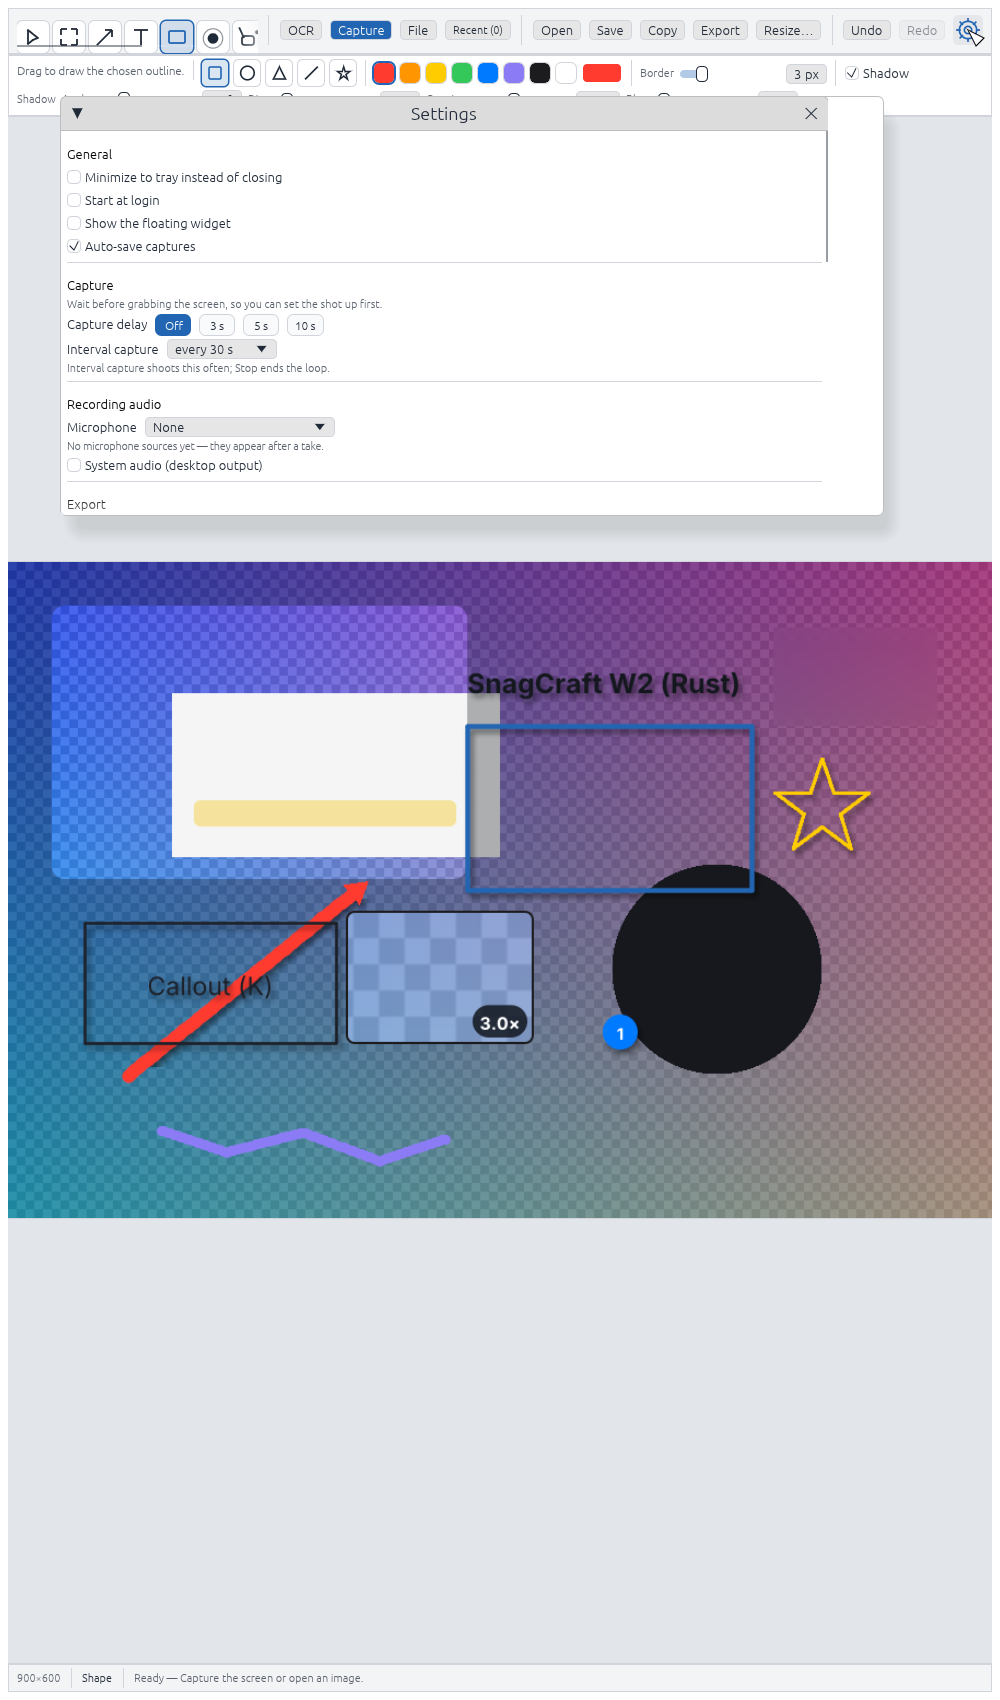 OCR Capture File Recent (0) Open Save Copy Export Resize... Undo Redo
Drag to draw the chosen outline. Border 3 px Shadow
Shadow
Settings
General
Minimize to tray instead of closing
Start at login
Show the floating widget
Auto-save captures
Capture
Wait before grabbing the screen, so you can set the shot up first.
Capture delay Off 3 s 5 s 10 s
Interval capture every 30 s
Interval capture shoots this often; Stop ends the loop.
Recording audio
Microphone None
No microphone sources yet — they appear after a take.
System audio (desktop output)
Export
SnagCraft W2 (Rust)
Callout (K)
3.0×
1
900×600 Shape Ready — Capture the screen or open an image.